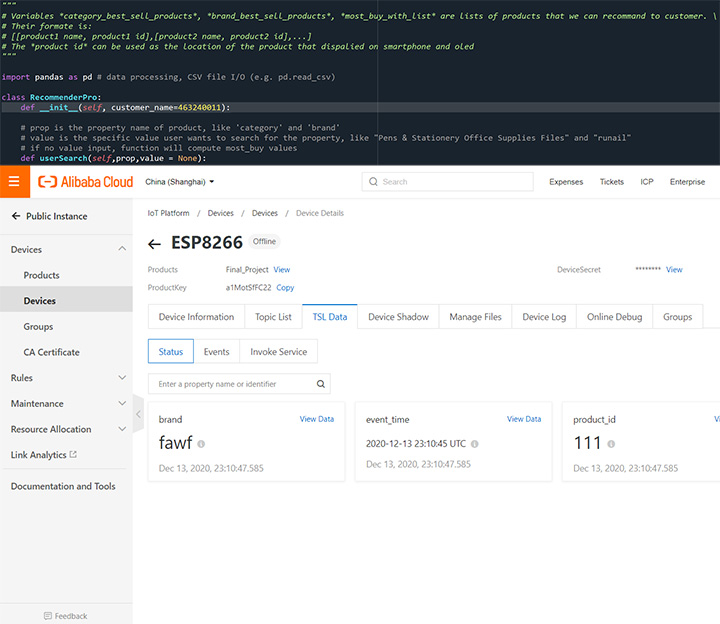 """
# Variables *category_best_sell_products*, *brand_best_sell_products*, *most_buy_with_list* are lists of products that we can recommand to customer. \
# Their formate is:
# [[product1 name, product1 id],[product2 name, product2 id],...]
# The *product id* can be used as the location of the product that dispalied on smartphone and oled
"""
import pandas as pd # data processing, CSV file I/O (e.g. pd.read_csv)
class RecommenderPro:
def __init__(self, customer_name=463240011):
# prop is the property name of product, like 'category' and 'brand'
# value is the specific value user wants to search for the property, like "Pens & Stationery Office Supplies Files" and "runail"
# if no value input, function will compute most_buy values
def userSearch(self,prop,value = None):
Alibaba Cloud China (Shanghai) Search Expenses Tickets ICP Enterprise
Public Instance
Devices
Products
Devices
Groups
CA Certificate
Rules
Maintenance
Resource Allocation
Link Analytics
Documentation and Tools
Feedback
IoT Platform / Devices / Devices / Device Details
ESP8266 Offline
Products Final_Project View DeviceSecret ******** View
ProductKey a1MotSfFC22 Copy
Device Information Topic List TSL Data Device Shadow Manage Files Device Log Online Debug Groups
Status Events Invoke Service
Enter a property name or identifier
brand View Data
fawf
Dec 13, 2020, 23:10:47.585
event_time View Data
2020-12-13 23:10:45 UTC
Dec 13, 2020, 23:10:47.585
product_id
111
Dec 13, 2020, 23:10:47.585